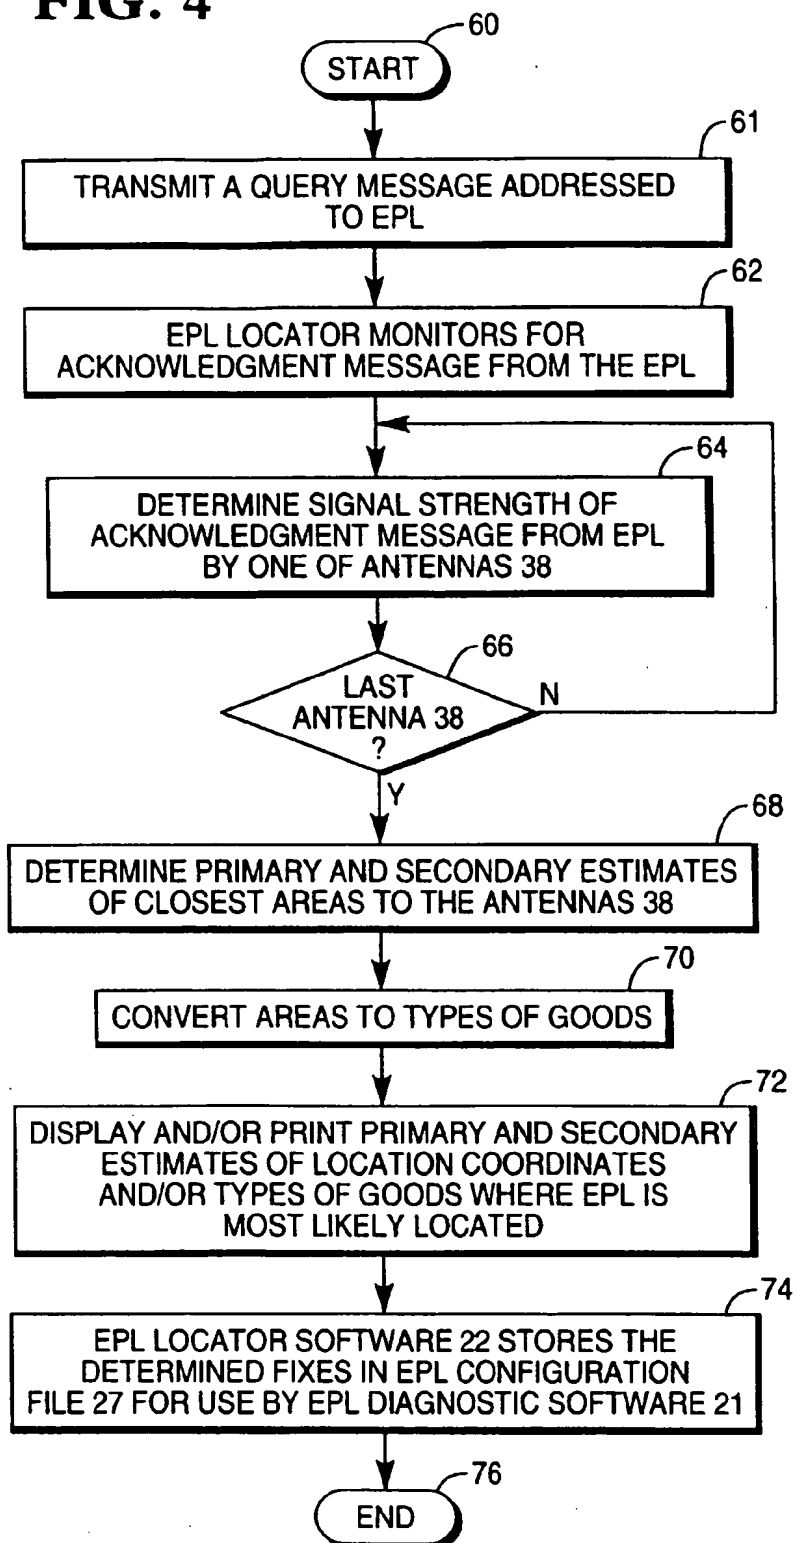 FIG. 4
60
START
61
TRANSMIT A QUERY MESSAGE ADDRESSED
TO EPL
62
EPL LOCATOR MONITORS FOR
ACKNOWLEDGMENT MESSAGE FROM THE EPL
64
DETERMINE SIGNAL STRENGTH OF
ACKNOWLEDGMENT MESSAGE FROM EPL
BY ONE OF ANTENNAS 38
66
LAST
ANTENNA 38
?
N
Y
68
DETERMINE PRIMARY AND SECONDARY ESTIMATES
OF CLOSEST AREAS TO THE ANTENNAS 38
70
CONVERT AREAS TO TYPES OF GOODS
72
DISPLAY AND/OR PRINT PRIMARY AND SECONDARY
ESTIMATES OF LOCATION COORDINATES
AND/OR TYPES OF GOODS WHERE EPL IS
MOST LIKELY LOCATED
74
EPL LOCATOR SOFTWARE 22 STORES THE
DETERMINED FIXES IN EPL CONFIGURATION
FILE 27 FOR USE BY EPL DIAGNOSTIC SOFTWARE 21
76
END